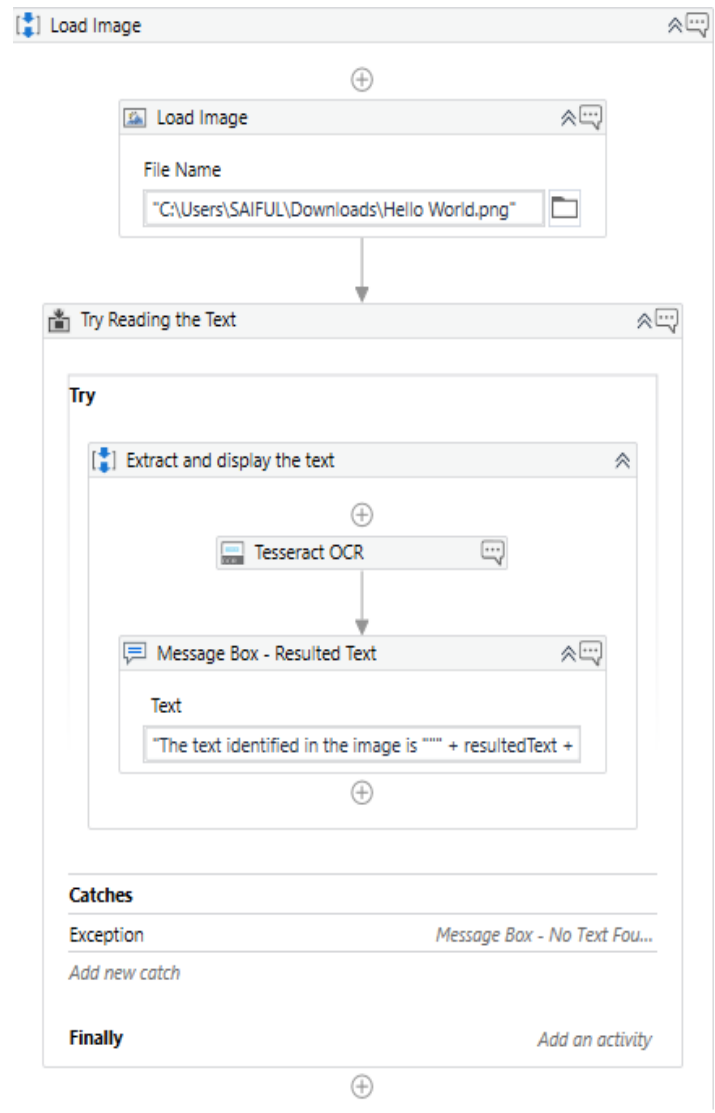 Load Image
Load Image
File Name
"C:\Users\SAIFUL\Downloads\Hello World.png"
Try Reading the Text
Try
Extract and display the text
Tesseract OCR
Message Box - Resulted Text
Text
"The text identified in the image is """ + resultedText +
Catches
Exception Message Box - No Text Fou...
Add new catch
Finally Add an activity